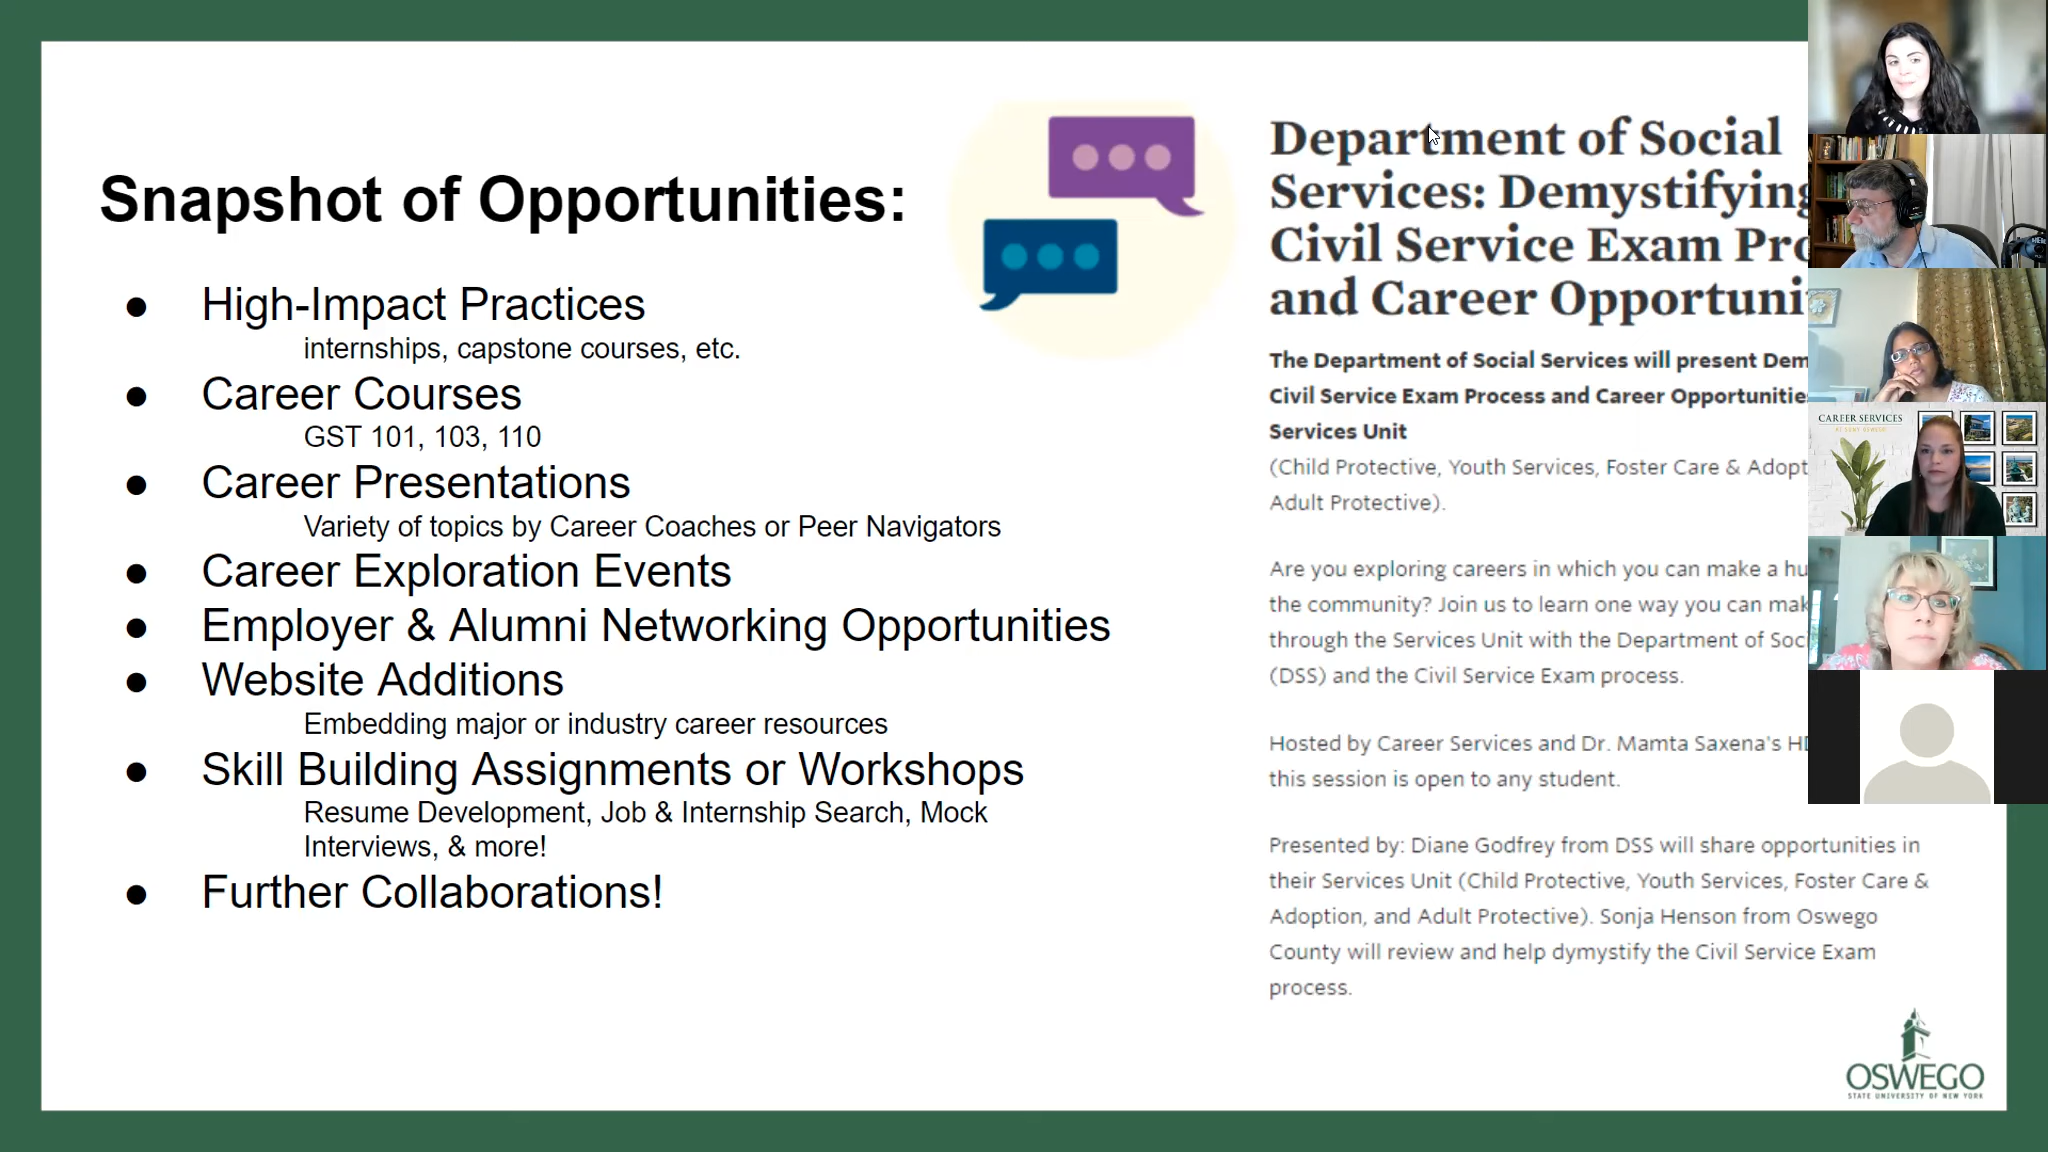 Snapshot of Opportunities:
● High-Impact Practices
internships, capstone courses, etc.
● Career Courses
GST 101, 103, 110
● Career Presentations
Variety of topics by Career Coaches or Peer Navigators
● Career Exploration Events
● Employer & Alumni Networking Opportunities
● Website Additions
Embedding major or industry career resources
● Skill Building Assignments or Workshops
Resume Development, Job & Internship Search, Mock
Interviews, & more!
● Further Collaborations!
Department of Social
Services: Demystifying
Civil Service Exam Pro
and Career Opportuni
The Department of Social Services will present Dem
Civil Service Exam Process and Career Opportunities
Services Unit
(Child Protective, Youth Services, Foster Care & Adopt
Adult Protective).
Are you exploring careers in which you can make a hu
the community? Join us to learn one way you can mak
through the Services Unit with the Department of Soc
(DSS) and the Civil Service Exam process.
Hosted by Career Services and Dr. Mamta Saxena's HD
this session is open to any student.
Presented by: Diane Godfrey from DSS will share opportunities in
their Services Unit (Child Protective, Youth Services, Foster Care &
Adoption, and Adult Protective). Sonja Henson from Oswego
County will review and help dymystify the Civil Service Exam
process.
CAREER SERVICES
AT SUNY OSWEGO
OSWEGO
STATE UNIVERSITY OF NEW YORK